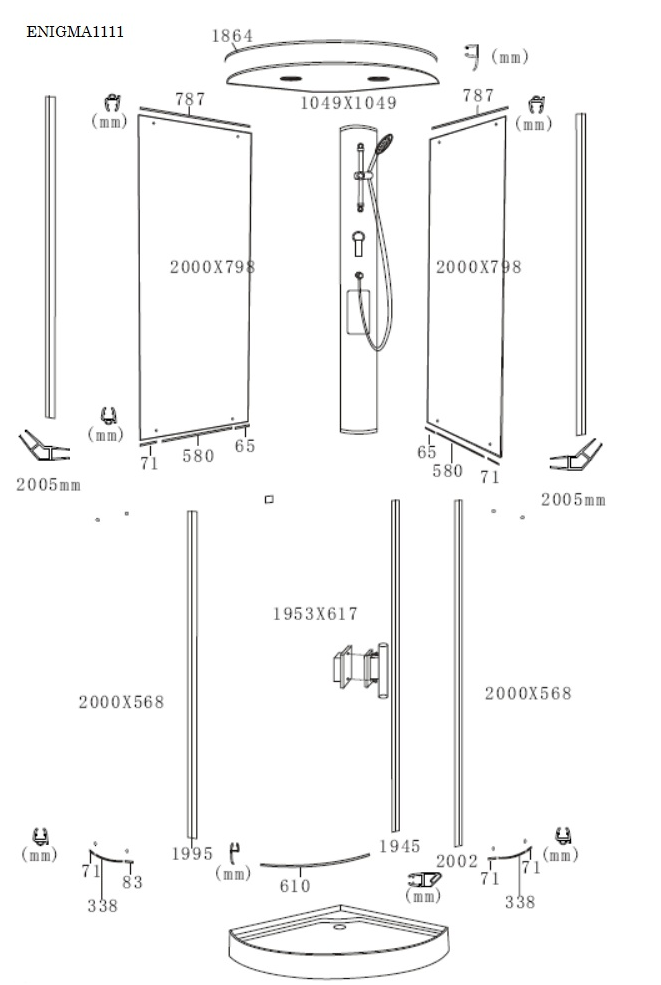 ENIGMA1111
1864
(mm)
787
787
1049X1049
(mm)
(mm)
2000X798
2000X798
(mm)
71
580
65
65
580
71
2005mm
2005mm
1953X617
2000X568
2000X568
1995
1945
2002
(mm)
(mm)
(mm)
71
83
338
610
(mm)
71
71
338